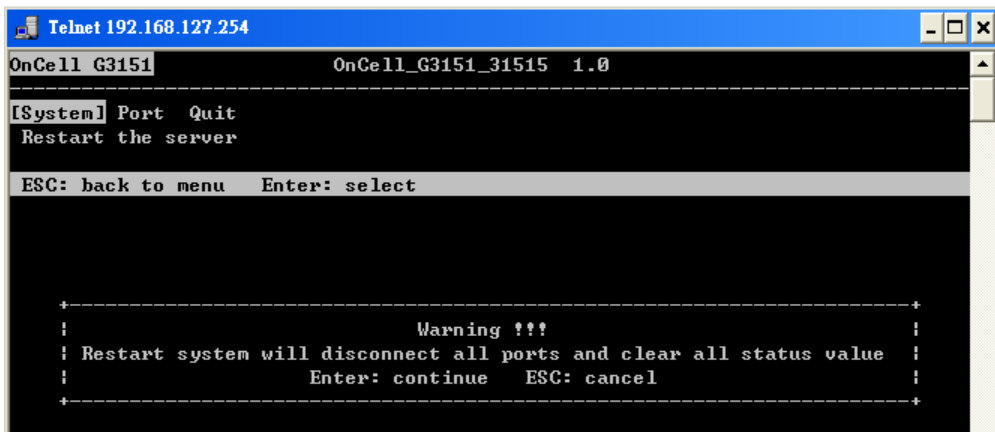 Telnet 192.168.127.254
OnCell G3151 OnCell_G3151_31515 1.0
[System] Port Quit
Restart the server
ESC: back to menu Enter: select
Warning !!!
Restart system will disconnect all ports and clear all status value
Enter: continue ESC: cancel